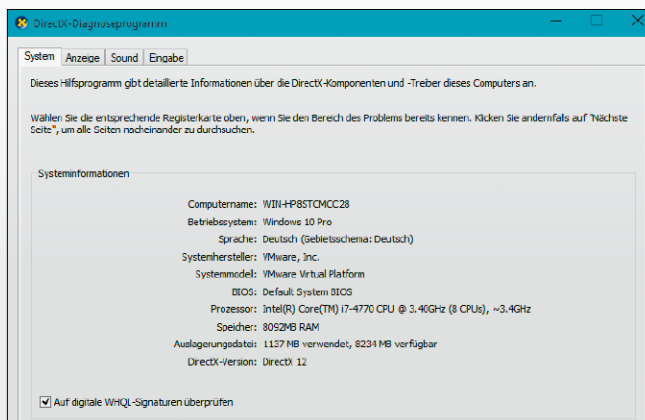 DirectX-Diagnoseprogramm
System Anzeige Sound Eingabe
Dieses Hilfsprogramm gibt detaillierte Informationen über die DirectX-Komponenten und -Treiber dieses Computers an.
Wählen Sie die entsprechende Registerkarte oben, wenn Sie den Bereich des Problems bereits kennen. Klicken Sie andernfalls auf "Nächste
Seite", um alle Seiten nacheinander zu durchsuchen.
Systeminformationen
Computername: WIN-HP8STCMCC28
Betriebssystem: Windows 10 Pro
Sprache: Deutsch (Gebietsschema: Deutsch)
Systemhersteller: VMware, Inc.
Systemmodell: VMware Virtual Platform
BIOS: Default System BIOS
Prozessor: Intel(R) Core(TM) i7-4770 CPU @ 3.40GHz (8 CPUs), ~3.4GHz
Speicher: 8092MB RAM
Auslagerungsdatei: 1137 MB verwendet, 8234 MB verfügbar
DirectX-Version: DirectX 12
Auf digitale WHQL-Signaturen überprüfen